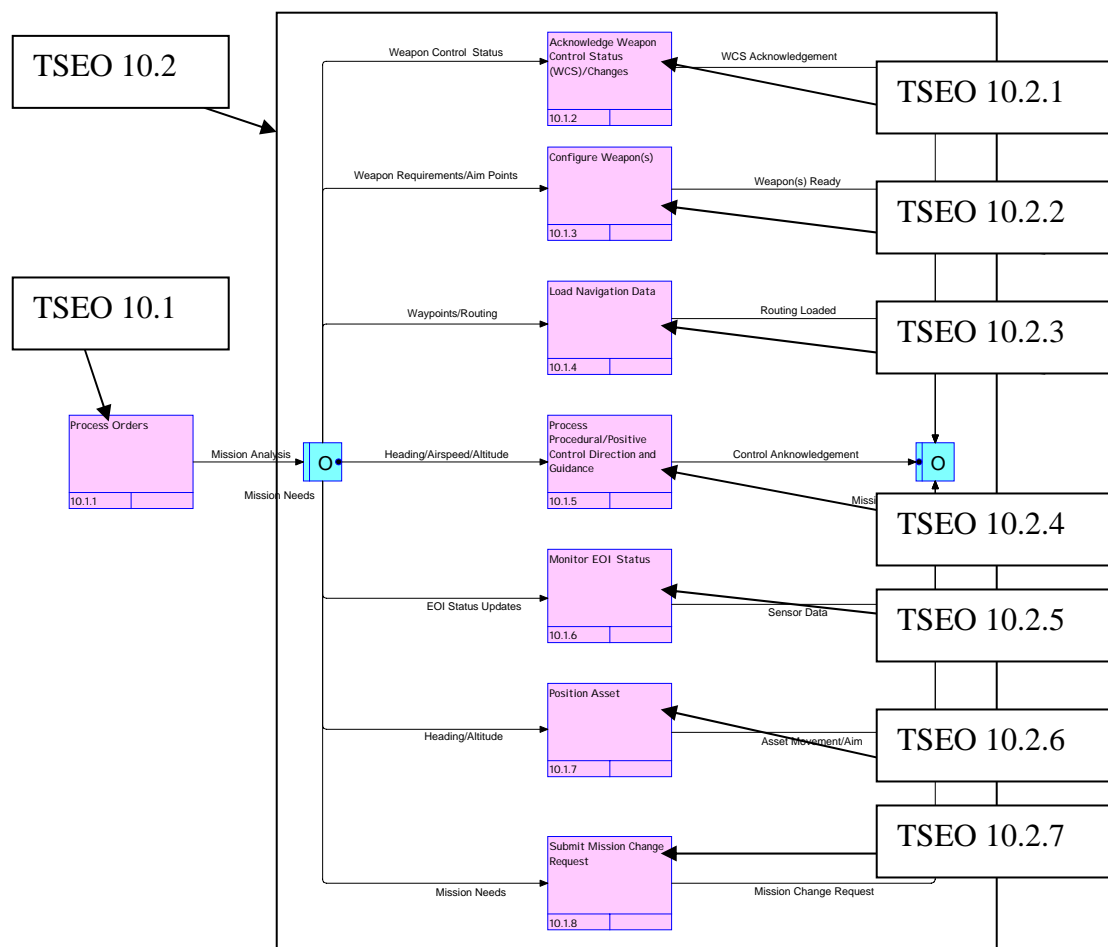 TSEO 10.2
Weapon Control Status
Acknowledge Weapon
Control Status
(WCS)/Changes
10.1.2
WCS Acknowledgement
TSEO 10.2.1
Weapon Requirements/Aim Points
Configure Weapon(s)
10.1.3
Weapon(s) Ready
TSEO 10.2.2
TSEO 10.1
Waypoints/Routing
Load Navigation Data
10.1.4
Routing Loaded
TSEO 10.2.3
Process Orders
10.1.1
Mission Analysis
O
Mission Needs
Heading/Airspeed/Altitude
Process
Procedural/Positive
Control Direction and
Guidance
10.1.5
Control Anknowledgement
O
TSEO 10.2.4
EOI Status Updates
Monitor EOI Status
10.1.6
Sensor Data
TSEO 10.2.5
Heading/Altitude
Position Asset
10.1.7
Asset Movement/Aim
TSEO 10.2.6
Mission Needs
Submit Mission Change
Request
10.1.8
Mission Change Request
TSEO 10.2.7